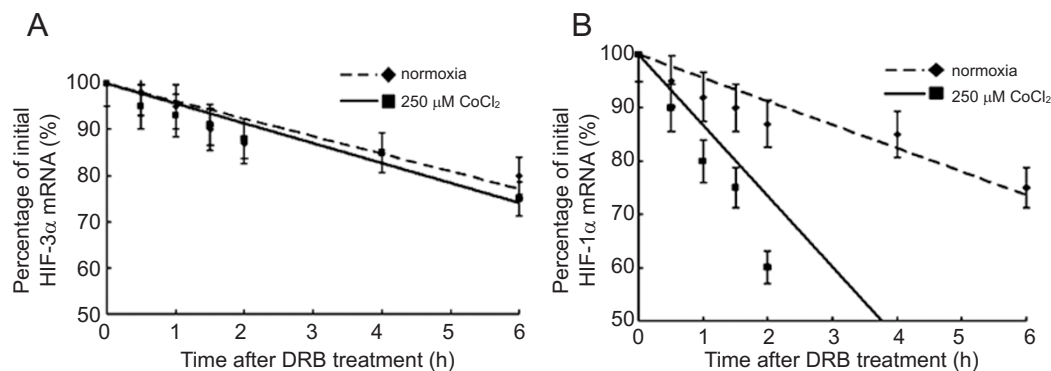 A
normoxia
250 μM CoCl₂
Percentage of initial
HIF-3α mRNA (%)
100
90
80
70
60
50
0
1
2
3
4
5
6
Time after DRB treatment (h)
B
normoxia
250 μM CoCl₂
Percentage of initial
HIF-1α mRNA (%)
100
90
80
70
60
50
0
1
2
3
4
5
6
Time after DRB treatment (h)